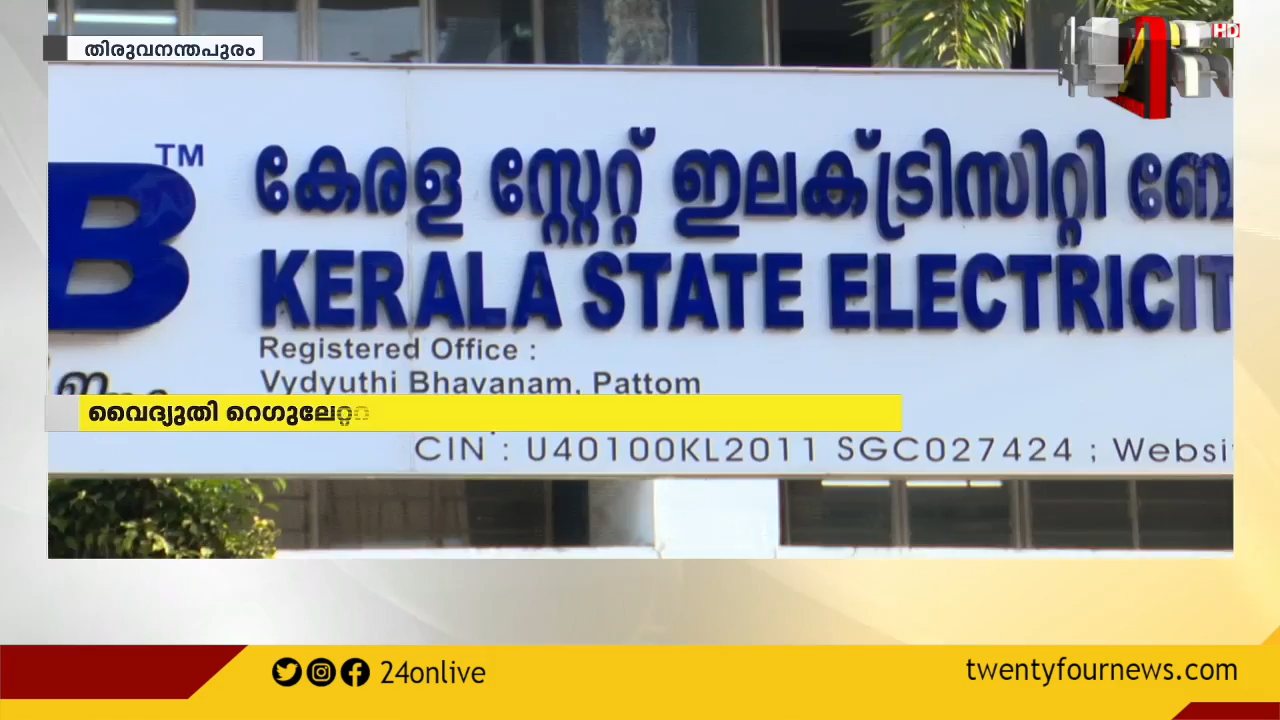 തിരുവനന്തപുരം
HD
TM
B
കേരള സ്റ്റേറ്റ് ഇലക്ട്രിസിറ്റി
KERALA STATE ELECTRICIT
Registered Office :
Vydyuthi Bhavanam, Pattom
വൈദ്യുതി
CIN : U40100KL2011 SGC027424 ; Websi
24onlive
twentyfournews.com